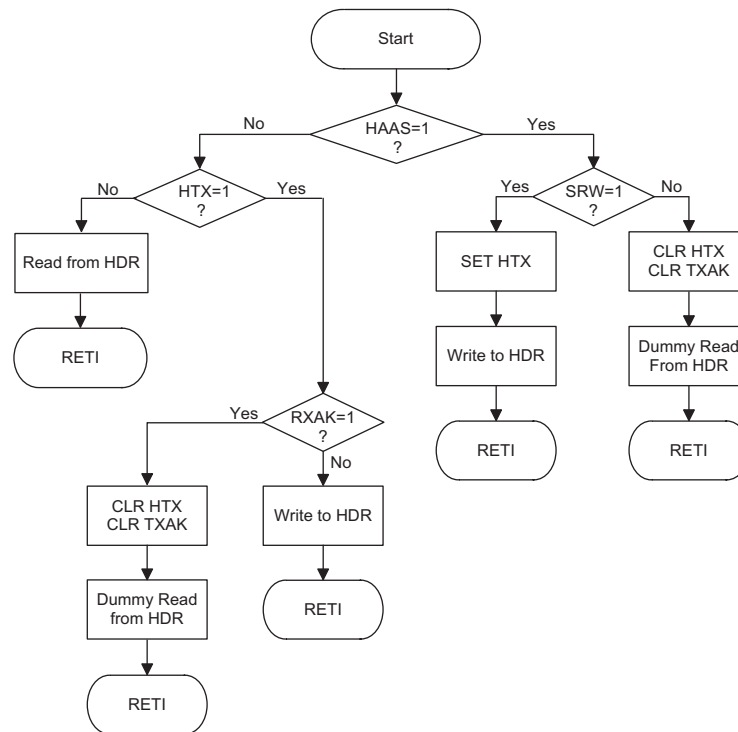 Start
HAAS=1
?
No
Yes
HTX=1
?
No
Yes
SRW=1
?
Yes
No
Read from HDR
SET HTX
CLR HTX
CLR TXAK
RETI
Write to HDR
Dummy Read
From HDR
RXAK=1
?
Yes
No
RETI
RETI
CLR HTX
CLR TXAK
Write to HDR
Dummy Read
from HDR
RETI
RETI